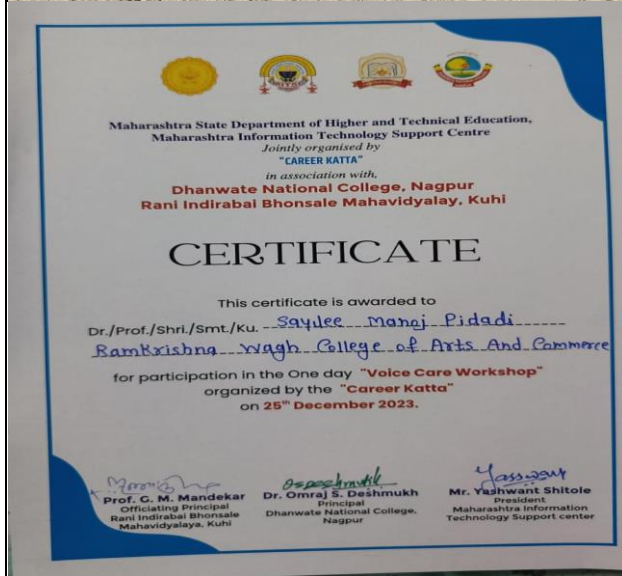 Maharashtra State Department of Higher and Technical Education,
Maharashtra Information Technology Support Centre
Jointly organised by
"CAREER KATTA"
in association with,
Dhanwate National College, Nagpur
Rani Indirabai Bhonsale Mahavidyalay, Kuhi
CERTIFICATE
This certificate is awarded to
Dr./Prof./Shri./Smt./Ku. Saylee Manoj Pidadi
RamKrishna Wagh College of Arts And Commerce
for participation in the One day "Voice Care Workshop"
organized by the "Career Katta"
on 25th December 2023.
Prof. G. M. Mandekar
Officiating Principal
Rani Indirabai Bhonsale
Mahavidyalaya, Kuhi
Dr. Omraj S. Deshmukh
Principal
Dhanwate National College,
Nagpur
Mr. Yashwant Shitole
President
Maharashtra Information
Technology Support center